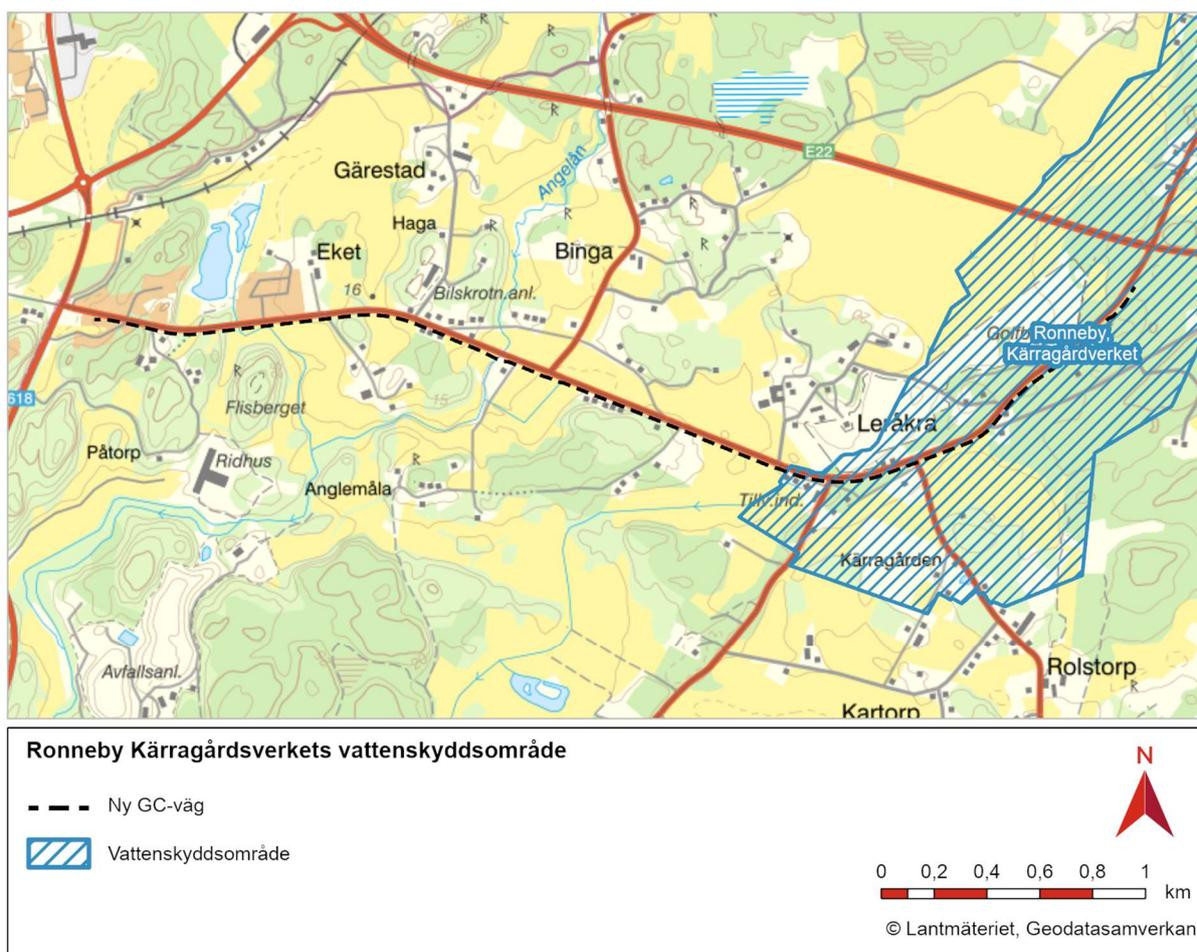 E22
Gärestad
Angelån
Haga
Eket
Binga
16
Bilskrotn.anl.
Ronneby,
Kärragårdverket
618
Flisberget
15
Leråkra
Påtorp
Ridhus
Anglemåla
Tillv.ind.
Kärragården
Avfallsanl.
Rolstorp
Kartorp
Ronneby Kärragårdsverkets vattenskyddsområde
N
Ny GC-väg
Vattenskyddsområde
0 0,2 0,4 0,6 0,8 1
km
© Lantmäteriet, Geodatasamverkan